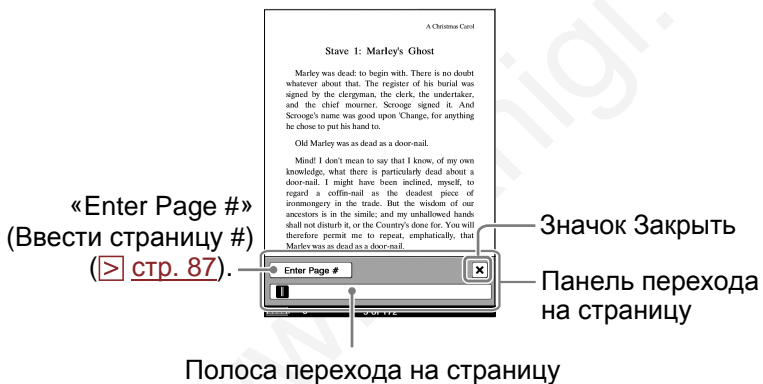 A Christmas Carol
Stave 1: Marley's Ghost
Marley was dead: to begin with. There is no doubt
whatever about that. The register of his burial was
signed by the clergyman, the clerk, the undertaker,
and the chief mourner. Scrooge signed it. And
Scrooge's name was good upon 'Change, for anything
he chose to put his hand to.
Old Marley was as dead as a door-nail.
Mind! I don't mean to say that I know, of my own
knowledge, what there is particularly dead about a
door-nail. I might have been inclined, myself, to
regard a coffin-nail as the deadest piece of
ironmongery in the trade. But the wisdom of our
ancestors is in the simile; and my unhallowed hands
shall not disturb it, or the Country's done for. You will
therefore permit me to repeat, emphatically, that
Marley was as dead as a door-nail.
«Enter Page #»
(Ввести страницу #)
(> стр. 87).
Enter Page #
Значок Закрыть
Панель перехода
на страницу
Полоса перехода на страницу